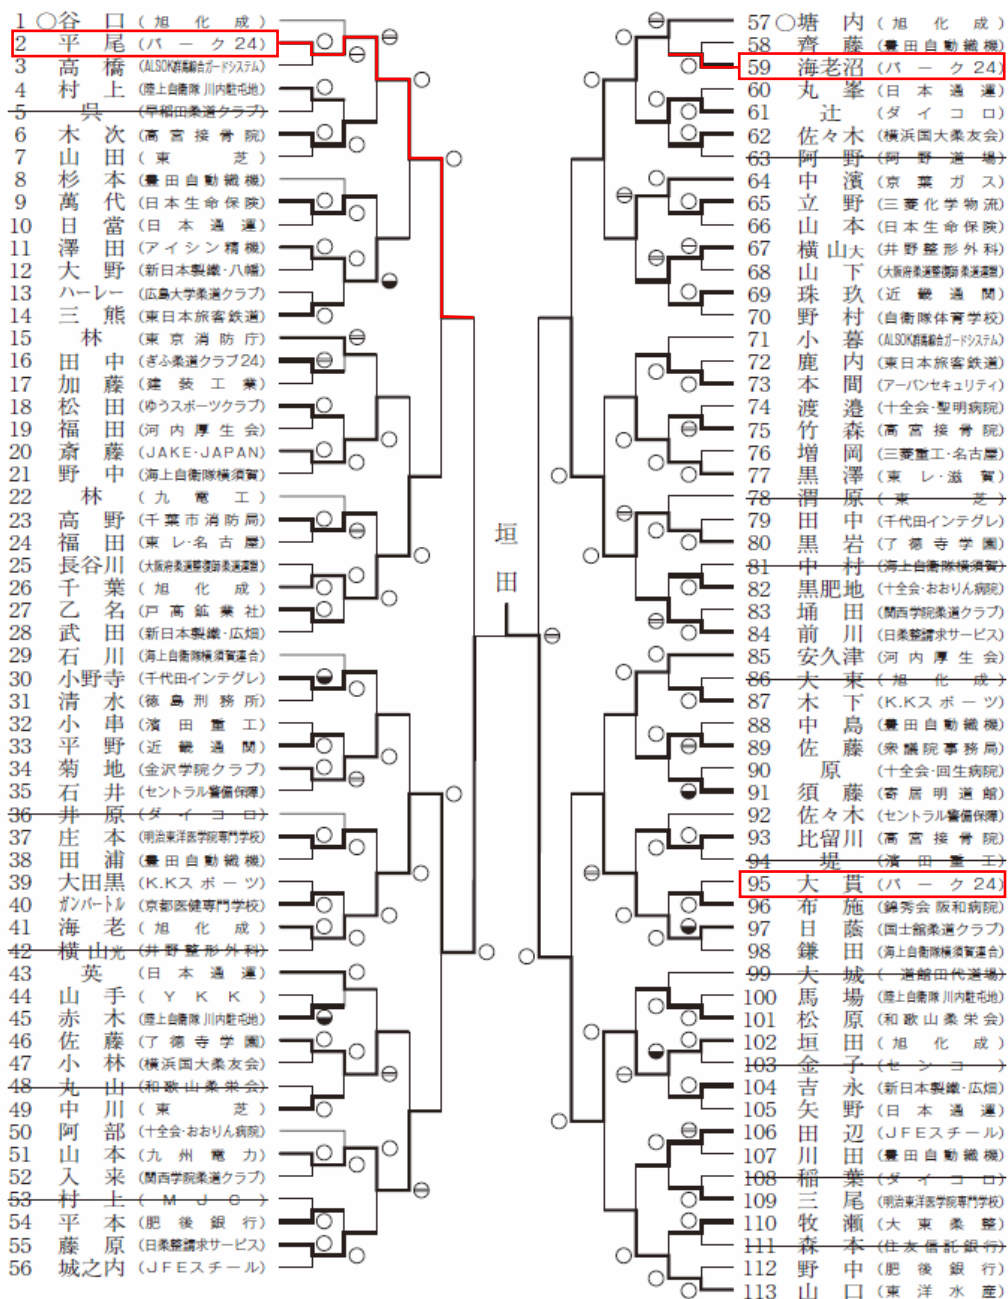 1 ○谷口 (旭化成)
2 平尾 (パーク24)
3 高橋 (ALSOK群馬綜合ガードシステム)
4 村上 (陸上自衛隊 川内駐屯地)
5 呉 (早稲田柔道クラブ)
6 木次 (高宮接骨院)
7 山田 (東芝)
8 杉本 (豊田自動織機)
9 萬代 (日本生命保険)
10 日當 (日本通運)
11 澤田 (アイシン精機)
12 大野 (新日本製鐵・八幡)
13 ハーレー (広島大学柔道クラブ)
14 三熊 (東日本旅客鉄道)
15 林 (東京消防庁)
16 田中 (ぎふ柔道クラブ24)
17 加藤 (建装工業)
18 松田 (ゆうスポーツクラブ)
19 福田 (河内厚生会)
20 斎藤 (JAKE・JAPAN)
21 野中 (海上自衛隊横須賀)
22 林 (九電工)
23 高野 (千葉市消防局)
24 福田 (東レ・名古屋)
25 長谷川 (大阪府柔道整復師柔道連盟)
26 千葉 (旭化成)
27 乙名 (戸高鉱業社)
28 武田 (新日本製鐵・広畑)
29 石川 (海上自衛隊横須賀連合)
30 小野寺 (千代田インテグレ)
31 清水 (徳島刑務所)
32 小串 (濱田重工)
33 平野 (近畿通関)
34 菊地 (金沢学院クラブ)
35 石井 (セントラル警備保障)
36 井原 (ダイコロ)
37 庄本 (明治東洋医学院専門学校)
38 田浦 (豊田自動織機)
39 大田黒 (K.Kスポーツ)
40 ガンバートル (京都医健専門学校)
41 海老 (旭化成)
42 横山光 (井野整形外科)
43 英 (日本通運)
44 山手 (YKK)
45 赤木 (陸上自衛隊 川内駐屯地)
46 佐藤 (了德寺学園)
47 小林 (横浜国大柔友会)
48 丸山 (和歌山柔栄会)
49 中川 (東芝)
50 阿部 (十全会・おおりん病院)
51 山本 (九州電力)
52 入来 (関西学院柔道クラブ)
53 村上 (MJC)
54 平本 (肥後銀行)
55 藤原 (日柔整請求サービス)
56 城之内 (JFEスチール)
垣田
57 ○塘内 (旭化成)
58 齊藤 (豊田自動織機)
59 海老沼 (パーク24)
60 丸峯 (日本通運)
61 辻 (ダイコロ)
62 佐々木 (横浜国大柔友会)
63 阿野 (阿野道場)
64 中濱 (京葉ガス)
65 立野 (三菱化学物流)
66 山本 (日本生命保険)
67 横山大 (井野整形外科)
68 山下 (大阪府柔道整復師柔道連盟)
69 珠玖 (近畿通関)
70 野村 (自衛隊体育学校)
71 小暮 (ALSOK群馬綜合ガードシステム)
72 鹿内 (東日本旅客鉄道)
73 本間 (アーバンセキュリティ)
74 渡邉 (十全会・聖明病院)
75 竹森 (高宮接骨院)
76 増岡 (三菱重工・名古屋)
77 黒澤 (東レ・滋賀)
78 渭原 (東芝)
79 田中 (千代田インテグレ)
80 黒岩 (了德寺学園)
81 中村 (海上自衛隊横須賀)
82 黒肥地 (十全会・おおりん病院)
83 埇田 (関西学院柔道クラブ)
84 前川 (日柔整請求サービス)
85 安久津 (河内厚生会)
86 大東 (旭化成)
87 木下 (K.Kスポーツ)
88 中島 (豊田自動織機)
89 佐藤 (衆議院事務局)
90 原 (十全会・回生病院)
91 須藤 (寄居明道館)
92 佐々木 (セントラル警備保障)
93 比留川 (高宮接骨院)
94 堤 (濱田重工)
95 大貫 (パーク24)
96 布施 (錦秀会 阪和病院)
97 日蔭 (国士館柔道クラブ)
98 鎌田 (海上自衛隊横須賀連合)
99 大城 (一道館田代道場)
100 馬場 (陸上自衛隊 川内駐屯地)
101 松原 (和歌山柔栄会)
102 垣田 (旭化成)
103 金子 (センコー)
104 吉永 (新日本製鐵・広畑)
105 矢野 (日本通運)
106 田辺 (JFEスチール)
107 川田 (豊田自動織機)
108 稲葉 (ダイコロ)
109 三尾 (明治東洋医学院専門学校)
110 牧瀬 (大東柔整)
111 森本 (住友信託銀行)
112 野中 (肥後銀行)
113 山口 (東洋水産)